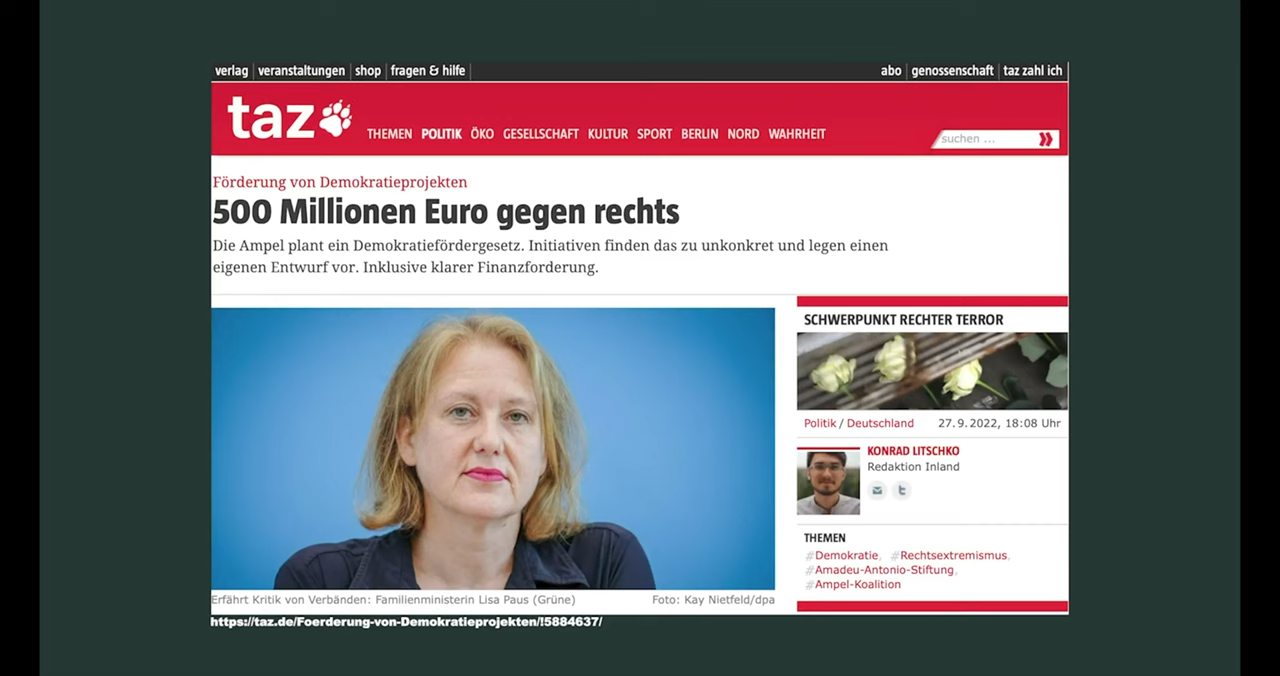 verlag veranstaltungen shop fragen & hilfe abo genossenschaft taz zahl ich
taz
THEMEN POLITIK ÖKO GESELLSCHAFT KULTUR SPORT BERLIN NORD WAHRHEIT
suchen ...
Förderung von Demokratieprojekten
500 Millionen Euro gegen rechts
Die Ampel plant ein Demokratiefördergesetz. Initiativen finden das zu unkonkret und legen einen
eigenen Entwurf vor. Inklusive klarer Finanzforderung.
Erfährt Kritik von Verbänden: Familienministerin Lisa Paus (Grüne) Foto: Kay Nietfeld/dpa
SCHWERPUNKT RECHTER TERROR
Politik / Deutschland 27.9.2022, 18:08 Uhr
KONRAD LITSCHKO
Redaktion Inland
THEMEN
#Demokratie, #Rechtsextremismus,
#Amadeu-Antonio-Stiftung,
#Ampel-Koalition
https://taz.de/Foerderung-von-Demokratieprojekten/!5884637/